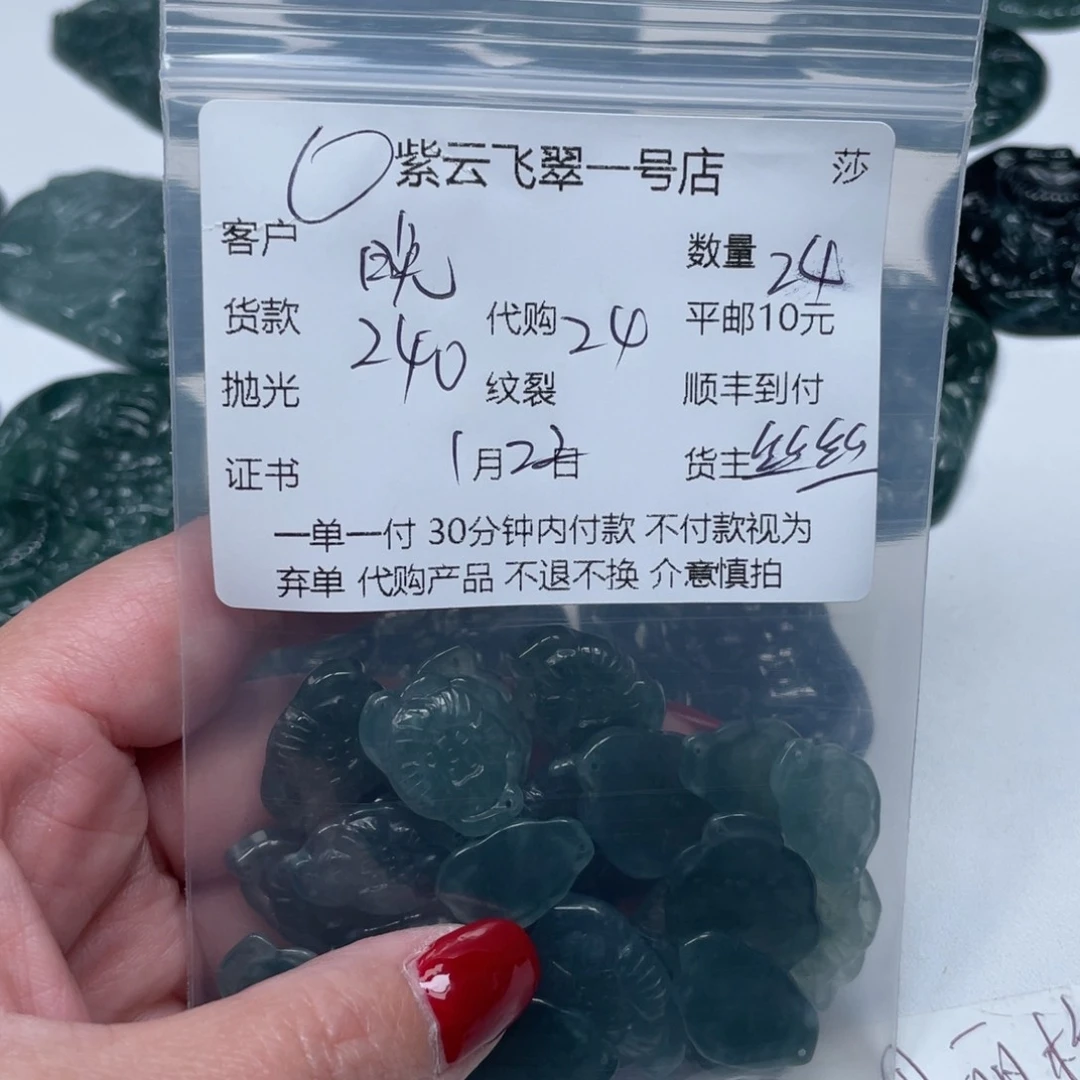 紫云飞翠一号店 莎
客户 晓 数量 24
货款 240 代购 24 平邮10元
抛光 纹裂 顺丰到付
证书 1月22日 货主 丝丝
一单一付 30分钟内付款 不付款视为
弃单 代购产品 不退不换 介意慎拍